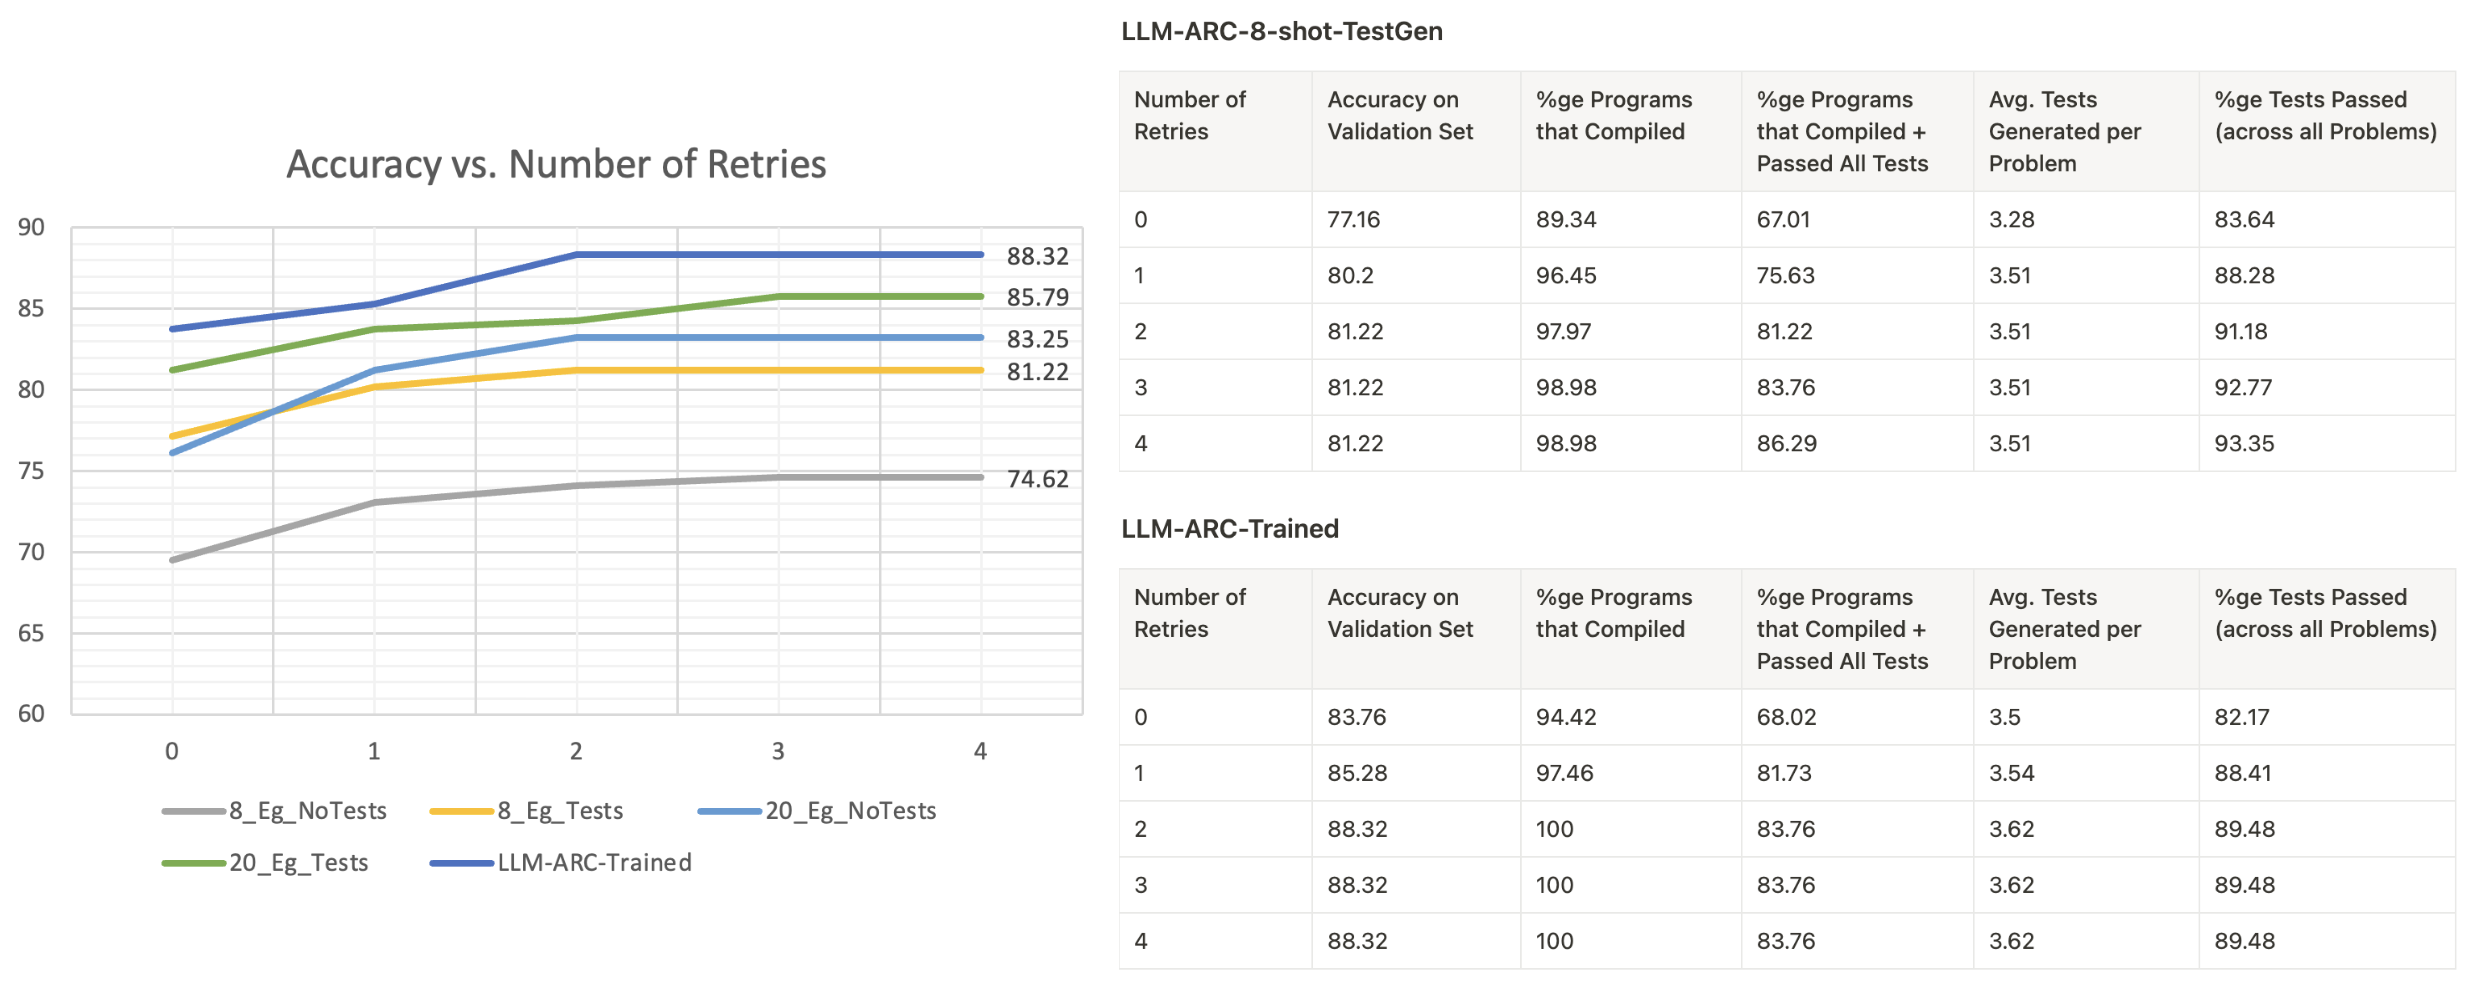 Accuracy vs. Number of Retries
90
85
80
75
70
65
60
88.32
85.79
83.25
81.22
74.62
0 1 2 3 4
8_Eg_NoTests 8_Eg_Tests 20_Eg_NoTests
20_Eg_Tests LLM-ARC-Trained
LLM-ARC-8-shot-TestGen
Number of Retries Accuracy on Validation Set %ge Programs that Compiled %ge Programs that Compiled + Passed All Tests Avg. Tests Generated per Problem %ge Tests Passed (across all Problems)
0 77.16 89.34 67.01 3.28 83.64
1 80.2 96.45 75.63 3.51 88.28
2 81.22 97.97 81.22 3.51 91.18
3 81.22 98.98 83.76 3.51 92.77
4 81.22 98.98 86.29 3.51 93.35
LLM-ARC-Trained
Number of Retries Accuracy on Validation Set %ge Programs that Compiled %ge Programs that Compiled + Passed All Tests Avg. Tests Generated per Problem %ge Tests Passed (across all Problems)
0 83.76 94.42 68.02 3.5 82.17
1 85.28 97.46 81.73 3.54 88.41
2 88.32 100 83.76 3.62 89.48
3 88.32 100 83.76 3.62 89.48
4 88.32 100 83.76 3.62 89.48